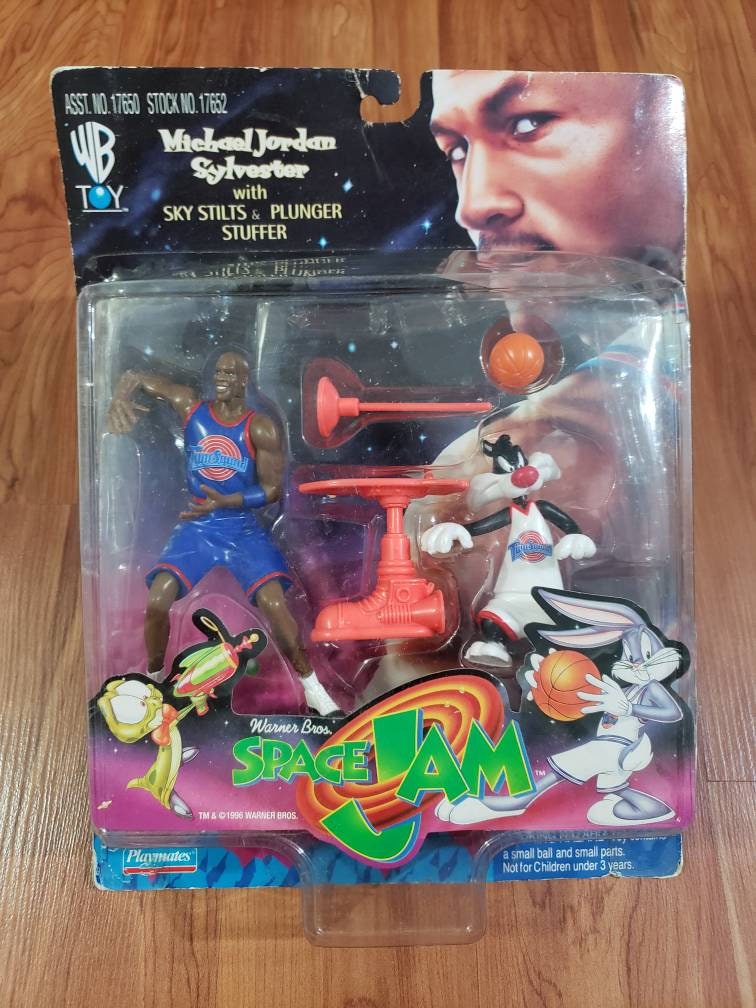 ASST. NO. 17650 STOCK NO. 17652
WB
TOY
Michael Jordan
Sylvester
with
SKY STILTS & PLUNGER
STUFFER
Tune Squad
Tune Squad
Warner Bros.
SPACE JAM ™
TM & © 1996 WARNER BROS.
Playmates
a small ball and small parts.
Not for Children under 3 years.